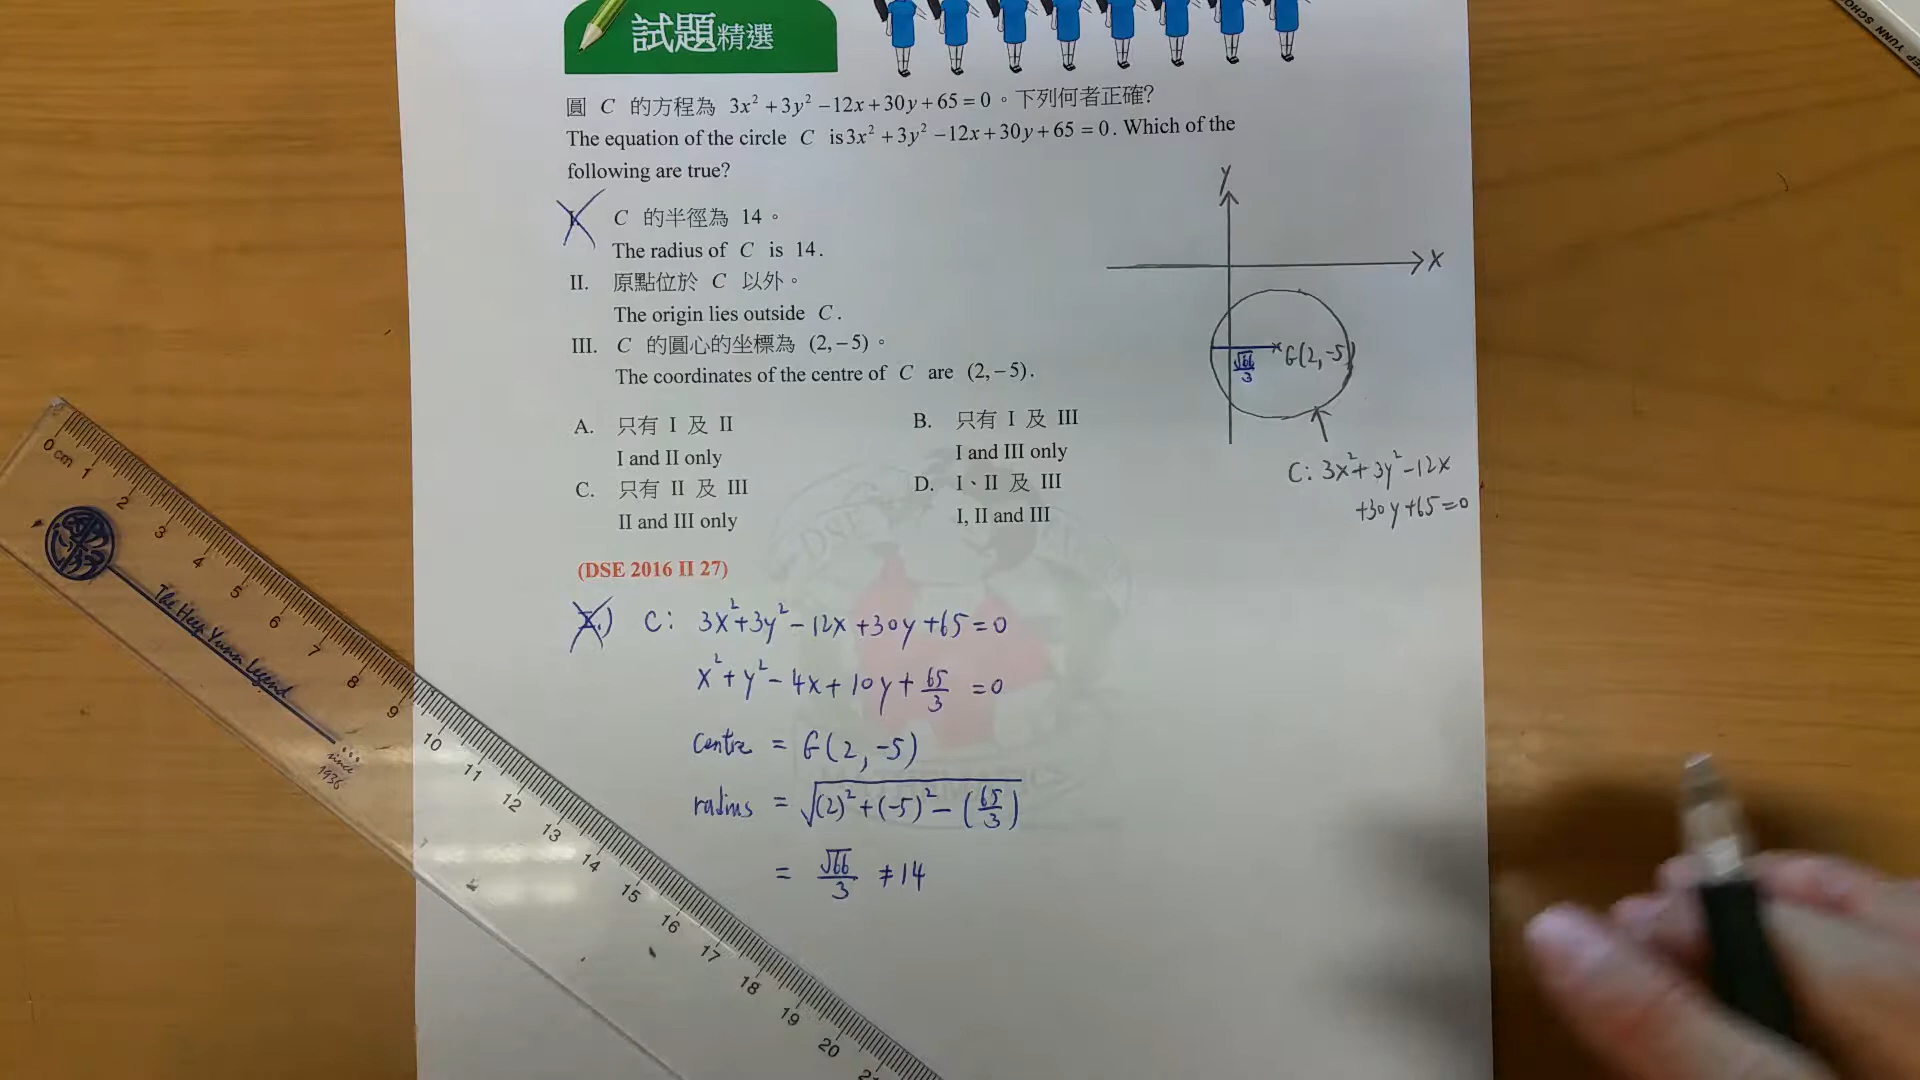 試題精選
圓 C 的方程為 3x² + 3y² − 12x + 30y + 65 = 0。下列何者正確?
The equation of the circle C is 3x² + 3y² − 12x + 30y + 65 = 0. Which of the
following are true?
C 的半徑為 14。
The radius of C is 14.
II. 原點位於 C 以外。
The origin lies outside C.
III. C 的圓心的坐標為 (2, −5)。
The coordinates of the centre of C are (2, −5).
A. 只有 I 及 II
I and II only
B. 只有 I 及 III
I and III only
C. 只有 II 及 III
II and III only
D. I、II 及 III
I, II and III
(DSE 2016 II 27)
y
x
G(2, -5)
√66/3
C: 3x²+3y²-12x
+30y+65=0
I.) C: 3x²+3y²-12x+30y+65=0
x²+y²-4x+10y+65/3 =0
centre = G(2, -5)
radius = √((2)²+(-5)²-(65/3))
= √66/3 ≠14
0 cm 1 2 3 4 5 6 7 8 9 10 11 12 13 14 15 16 17 18 19 20 21
The Heep Yunn Legend
since
1936
EP YUNN SCHO
DSE